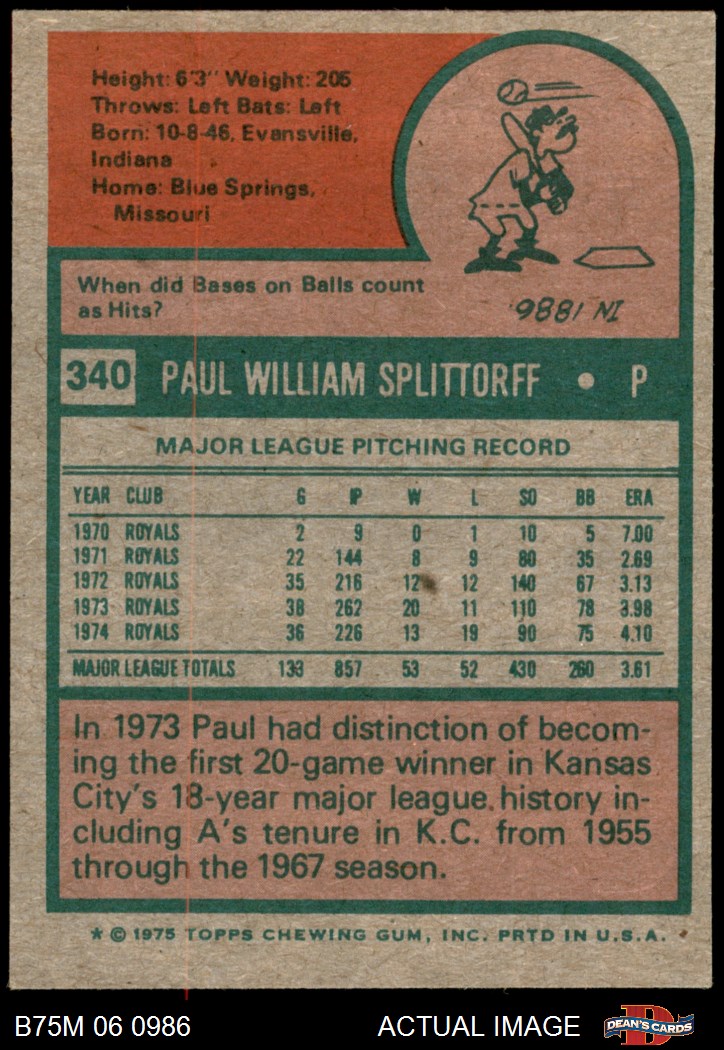 Height: 6'3" Weight: 205
Throws: Left Bats: Left
Born: 10-8-46, Evansville,
Indiana
Home: Blue Springs,
Missouri
When did Bases on Balls count
as Hits?
IN 1886.
340 PAUL WILLIAM SPLITTORFF • P
MAJOR LEAGUE PITCHING RECORD
YEAR CLUB G IP W L SO BB ERA
1970 ROYALS 2 9 0 1 10 5 7.00
1971 ROYALS 22 144 8 9 80 35 2.69
1972 ROYALS 35 216 12 12 140 67 3.13
1973 ROYALS 38 262 20 11 110 78 3.98
1974 ROYALS 36 226 13 19 90 75 4.10
MAJOR LEAGUE TOTALS 133 857 53 52 430 260 3.61
In 1973 Paul had distinction of becom-
ing the first 20-game winner in Kansas
City's 18-year major league history in-
cluding A's tenure in K.C. from 1955
through the 1967 season.
* © 1975 TOPPS CHEWING GUM, INC. PRTD IN U.S.A.
B75M 06 0986 ACTUAL IMAGE D DEAN'S CARDS